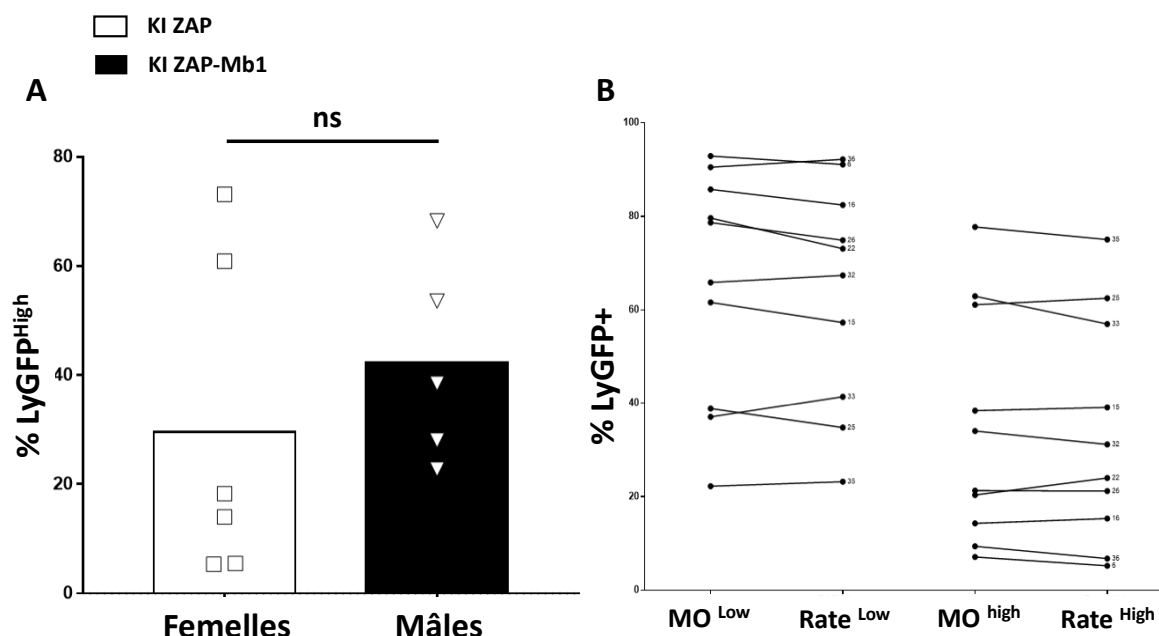 KI ZAP
KI ZAP-Mb1
A
ns
% LyGFPHigh
80
60
40
20
0
Femelles
Mâles
B
% LyGFP+
100
80
60
40
20
0
36
6
16
26
22
32
15
33
25
35
35
25
33
15
32
22
26
16
36
6
MO Low
Rate Low
MO high
Rate High